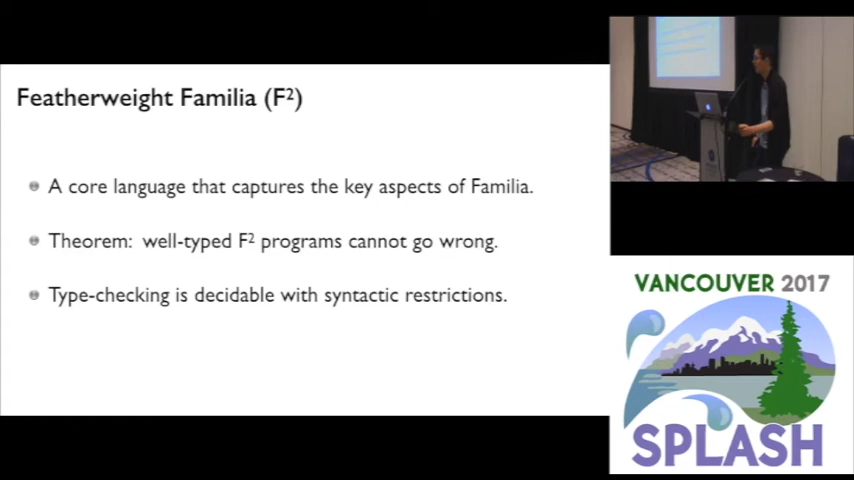 Featherweight Familia (F²)
A core language that captures the key aspects of Familia.
Theorem: well-typed F² programs cannot go wrong.
Type-checking is decidable with syntactic restrictions.
VANCOUVER 2017
SPLASH